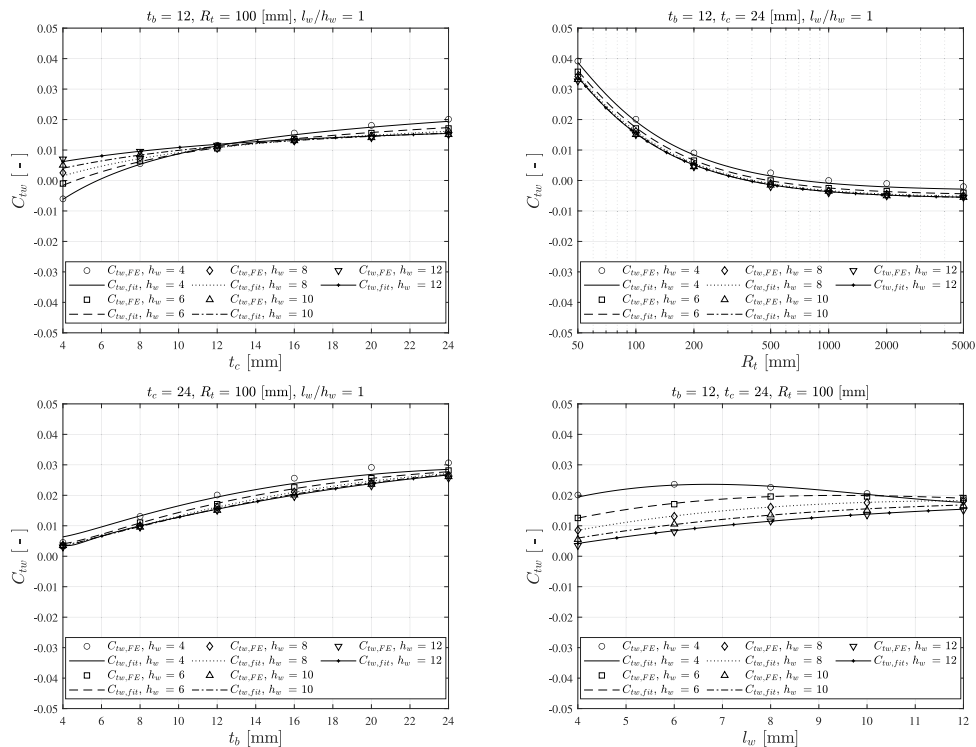 t_b = 12, R_t = 100 [mm], l_w/h_w = 1
0.05
0.04
0.03
0.02
0.01
0.00
-0.01
-0.02
-0.03
-0.04
-0.05
C_tw [ - ]
C_tw,FE, h_w = 4 C_tw,FE, h_w = 8 C_tw,FE, h_w = 12
C_tw,fit, h_w = 4 C_tw,fit, h_w = 8 C_tw,fit, h_w = 12
C_tw,FE, h_w = 6 C_tw,FE, h_w = 10
C_tw,fit, h_w = 6 C_tw,fit, h_w = 10
4 6 8 10 12 14 16 18 20 22 24
t_c [mm]
t_b = 12, t_c = 24 [mm], l_w/h_w = 1
0.05
0.04
0.03
0.02
0.01
0.00
-0.01
-0.02
-0.03
-0.04
-0.05
C_tw [ - ]
C_tw,FE, h_w = 4 C_tw,FE, h_w = 8 C_tw,FE, h_w = 12
C_tw,fit, h_w = 4 C_tw,fit, h_w = 8 C_tw,fit, h_w = 12
C_tw,FE, h_w = 6 C_tw,FE, h_w = 10
C_tw,fit, h_w = 6 C_tw,fit, h_w = 10
50 100 200 500 1000 2000 5000
R_t [mm]
t_c = 24, R_t = 100 [mm], l_w/h_w = 1
0.05
0.04
0.03
0.02
0.01
0.00
-0.01
-0.02
-0.03
-0.04
-0.05
C_tw [ - ]
C_tw,FE, h_w = 4 C_tw,FE, h_w = 8 C_tw,FE, h_w = 12
C_tw,fit, h_w = 4 C_tw,fit, h_w = 8 C_tw,fit, h_w = 12
C_tw,FE, h_w = 6 C_tw,FE, h_w = 10
C_tw,fit, h_w = 6 C_tw,fit, h_w = 10
4 6 8 10 12 14 16 18 20 22 24
t_b [mm]
t_b = 12, t_c = 24, R_t = 100 [mm]
0.05
0.04
0.03
0.02
0.01
0.00
-0.01
-0.02
-0.03
-0.04
-0.05
C_tw [ - ]
C_tw,FE, h_w = 4 C_tw,FE, h_w = 8 C_tw,FE, h_w = 12
C_tw,fit, h_w = 4 C_tw,fit, h_w = 8 C_tw,fit, h_w = 12
C_tw,FE, h_w = 6 C_tw,FE, h_w = 10
C_tw,fit, h_w = 6 C_tw,fit, h_w = 10
4 5 6 7 8 9 10 11 12
l_w [mm]